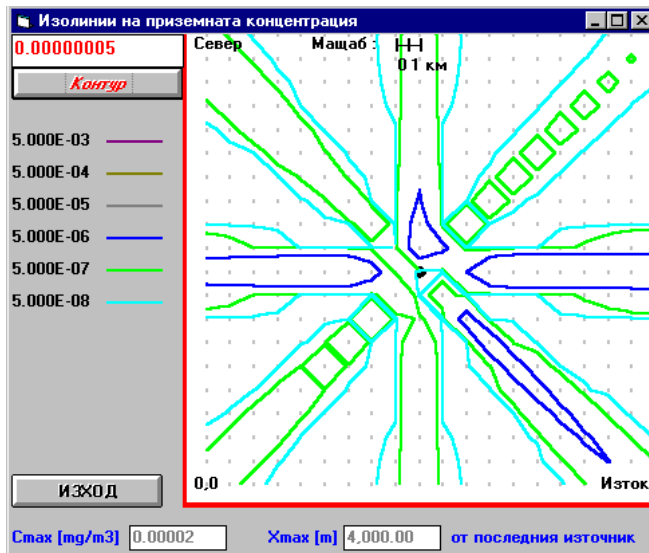 Изолинии на приземната концентрация
0.00000005
Север
Мащаб :
0 1 км
Контур
5.000E-03
5.000E-04
5.000E-05
5.000E-06
5.000E-07
5.000E-08
0,0
Изток
ИЗХОД
Cmax [mg/m3] 0.00002 Xmax [m] 4,000.00 от последния източник